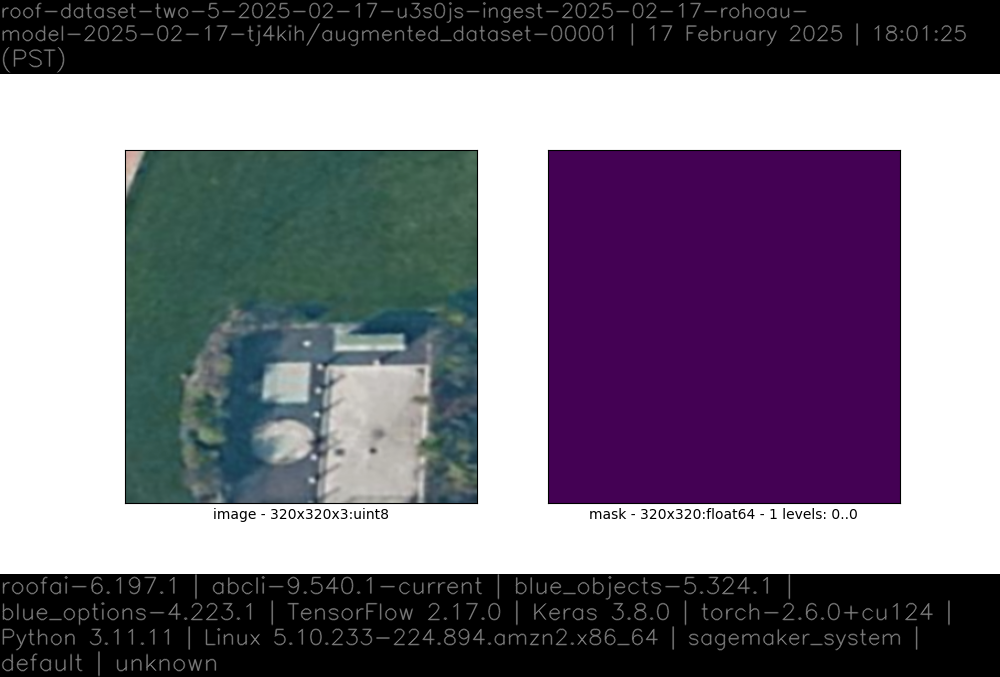 roof-dataset-two-5-2025-02-17-u3s0js-ingest-2025-02-17-rohoau-
model-2025-02-17-tj4kih/augmented_dataset-00001 | 17 February 2025 | 18:01:25
(PST)
image - 320x320x3:uint8
mask - 320x320:float64 - 1 levels: 0..0
roofai-6.197.1 | abcli-9.540.1-current | blue_objects-5.324.1 |
blue_options-4.223.1 | TensorFlow 2.17.0 | Keras 3.8.0 | torch-2.6.0+cu124 |
Python 3.11.11 | Linux 5.10.233-224.894.amzn2.x86_64 | sagemaker_system |
default | unknown